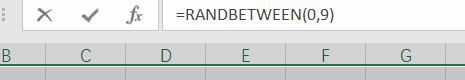 fx =RANDBETWEEN(0,9)
B C D E F G